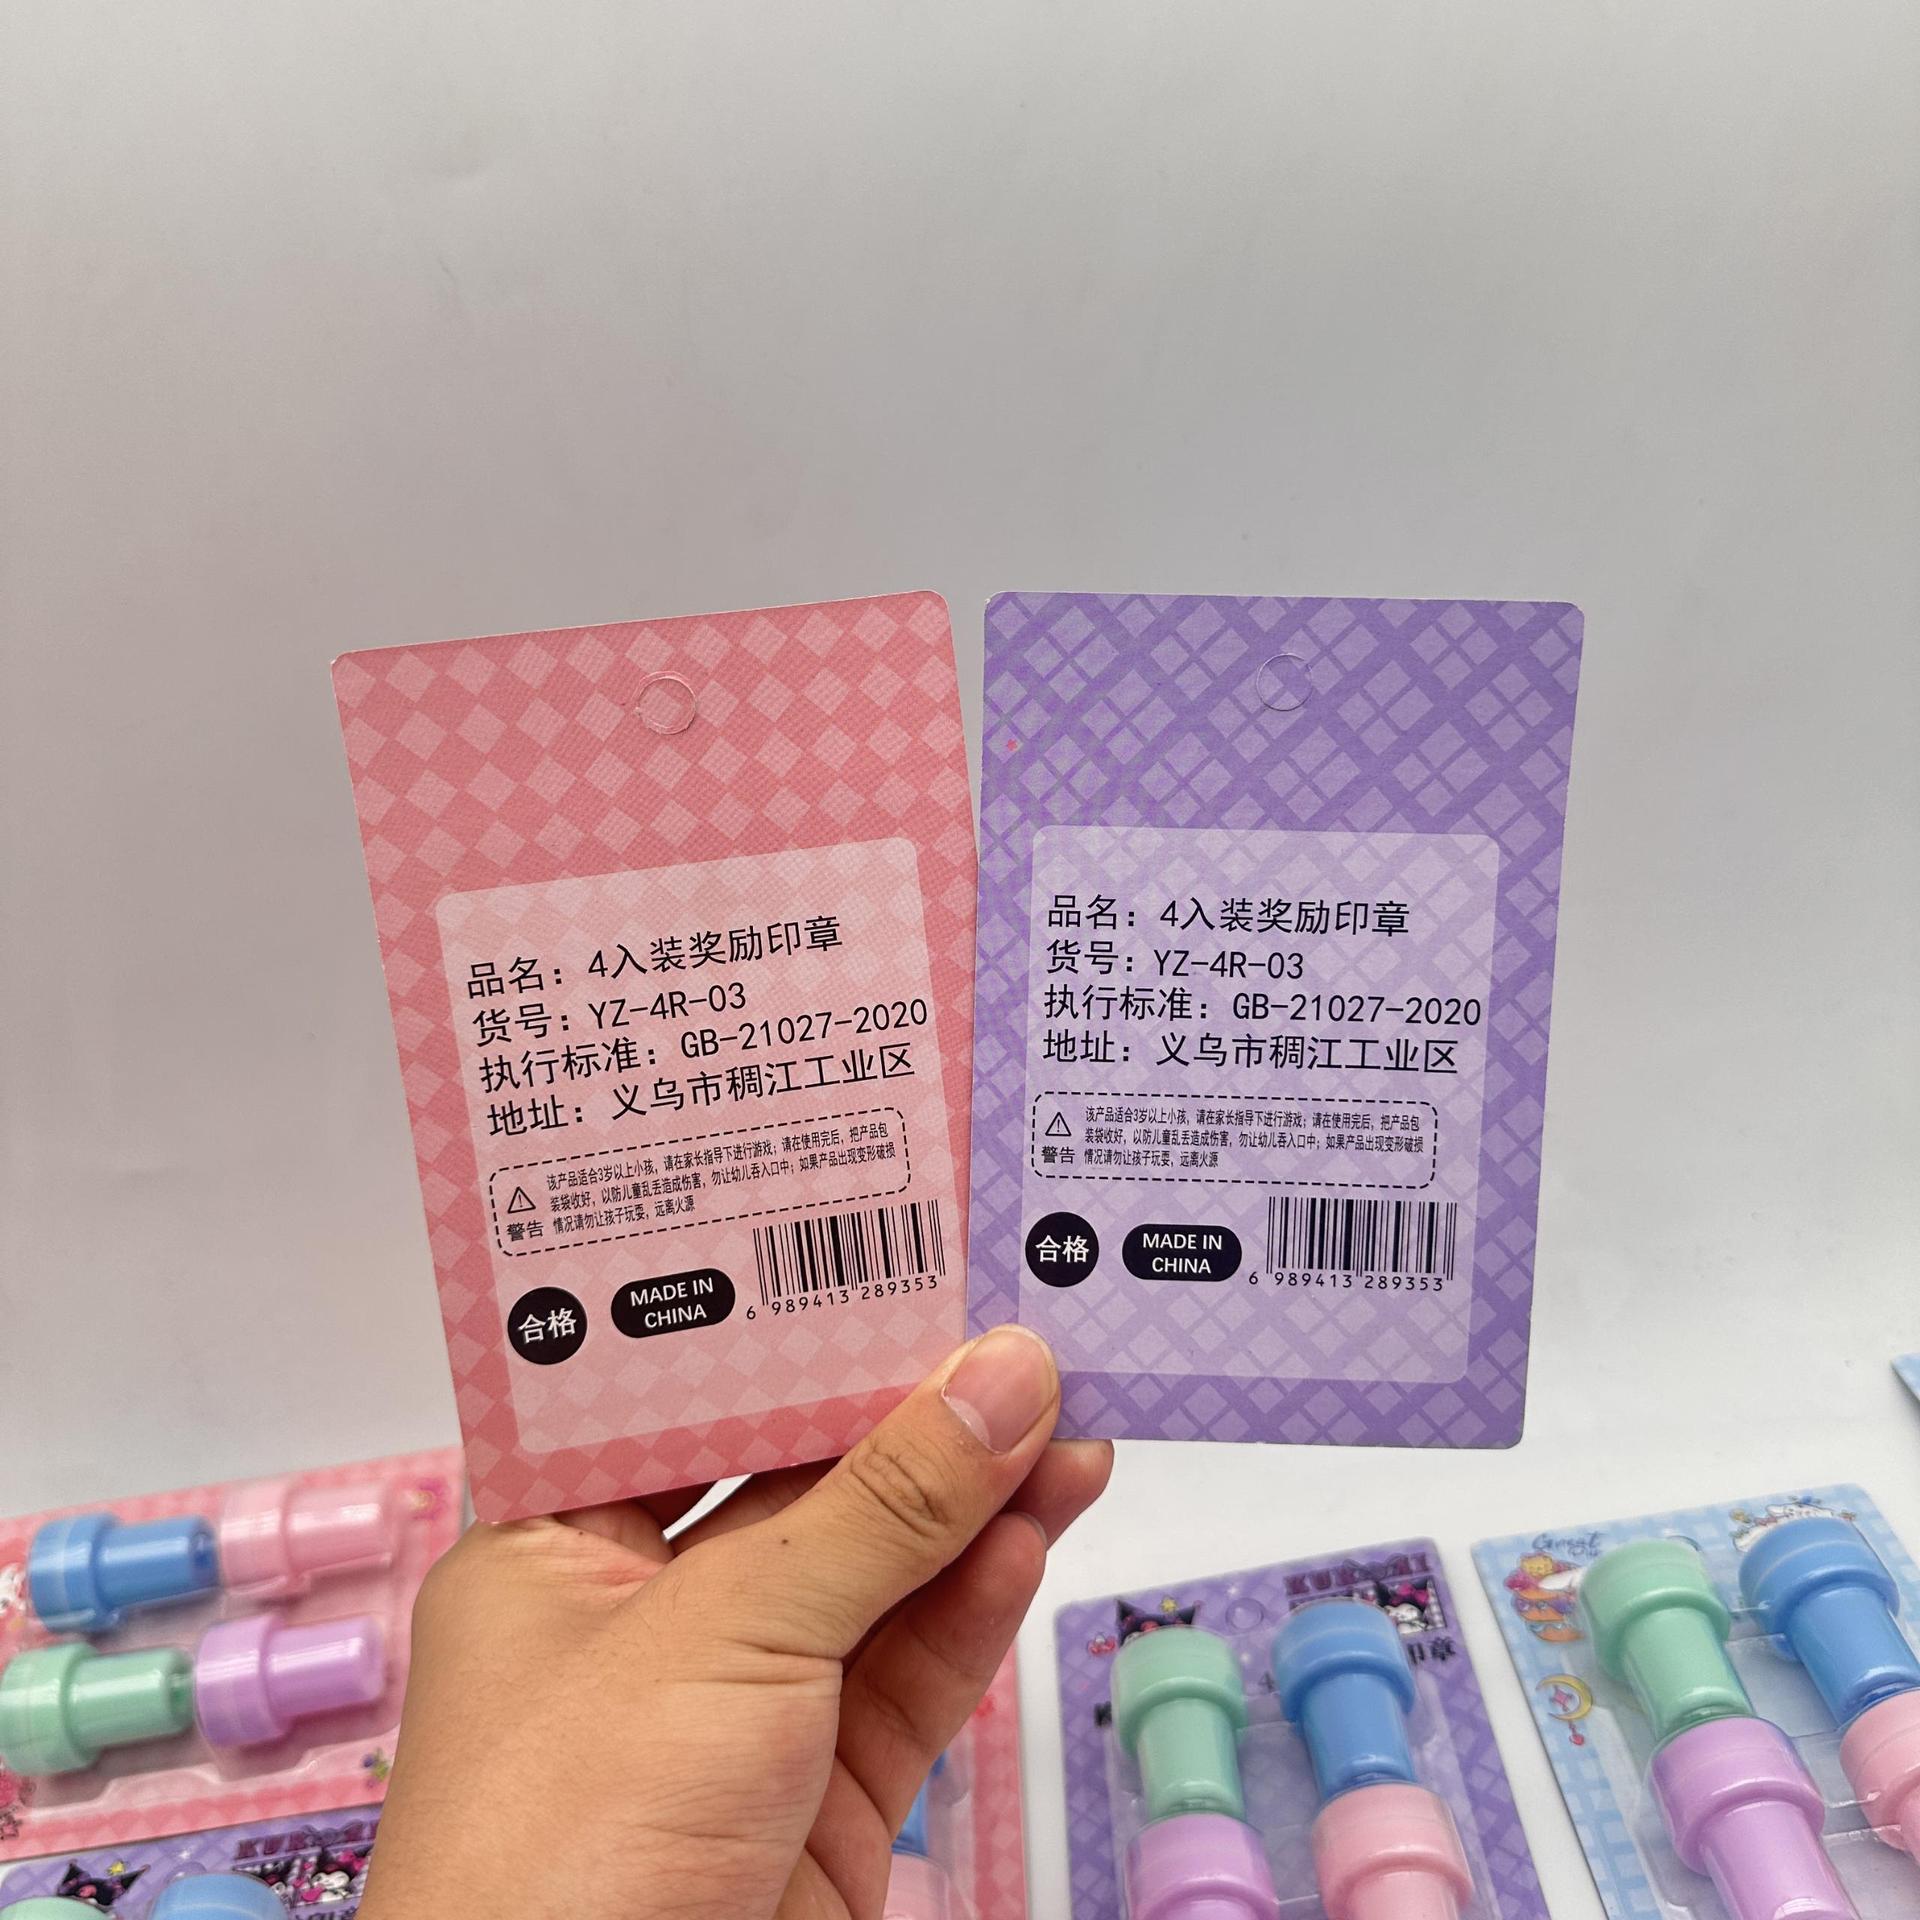 品名：4入装奖励印章
货号：YZ-4R-03
执行标准：GB-21027-2020
地址：义乌市稠江工业区
该产品适合3岁以上小孩，请在家长指导下进行游戏；请在使用完后，把产品包
装袋收好，以防儿童乱丢造成伤害，勿让幼儿吞入口中；如果产品出现变形破损
警告 情况请勿让孩子玩耍，远离火源
合格
MADE IN
CHINA
6 989413 289353
品名：4入装奖励印章
货号：YZ-4R-03
执行标准：GB-21027-2020
地址：义乌市稠江工业区
该产品适合3岁以上小孩，请在家长指导下进行游戏；请在使用完后，把产品包
装袋收好，以防儿童乱丢造成伤害，勿让幼儿吞入口中；如果产品出现变形破损
警告 情况请勿让孩子玩耍，远离火源
合格
MADE IN
CHINA
6 989413 289353